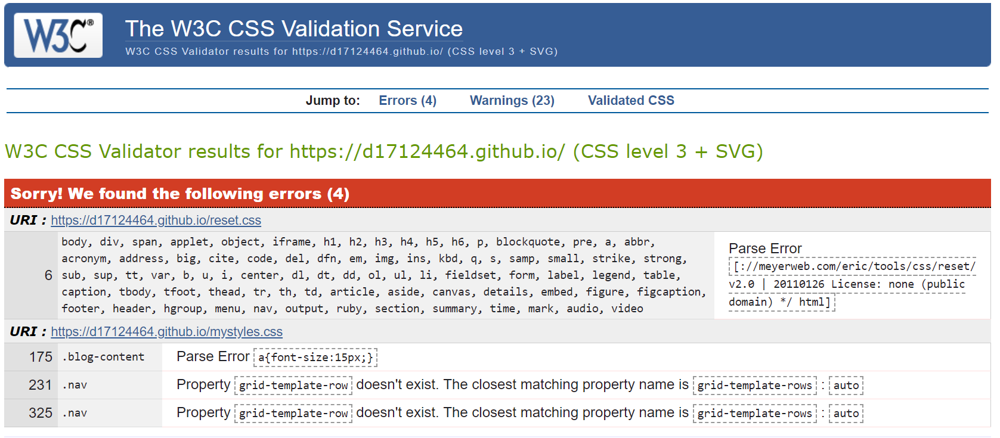 W3C®
The W3C CSS Validation Service
W3C CSS Validator results for https://d17124464.github.io/ (CSS level 3 + SVG)
Jump to: Errors (4) Warnings (23) Validated CSS
W3C CSS Validator results for https://d17124464.github.io/ (CSS level 3 + SVG)
Sorry! We found the following errors (4)
URI : https://d17124464.github.io/reset.css
6
body, div, span, applet, object, iframe, h1, h2, h3, h4, h5, h6, p, blockquote, pre, a, abbr,
acronym, address, big, cite, code, del, dfn, em, img, ins, kbd, q, s, samp, small, strike, strong,
sub, sup, tt, var, b, u, i, center, dl, dt, dd, ol, ul, li, fieldset, form, label, legend, table,
caption, tbody, tfoot, thead, tr, th, td, article, aside, canvas, details, embed, figure, figcaption,
footer, header, hgroup, menu, nav, output, ruby, section, summary, time, mark, audio, video
Parse Error
[://meyerweb.com/eric/tools/css/reset/
v2.0 | 20110126 License: none (public
domain) */ html]
URI : https://d17124464.github.io/mystyles.css
175 .blog-content Parse Error a{font-size:15px;}
231 .nav Property grid-template-row doesn't exist. The closest matching property name is grid-template-rows : auto
325 .nav Property grid-template-row doesn't exist. The closest matching property name is grid-template-rows : auto